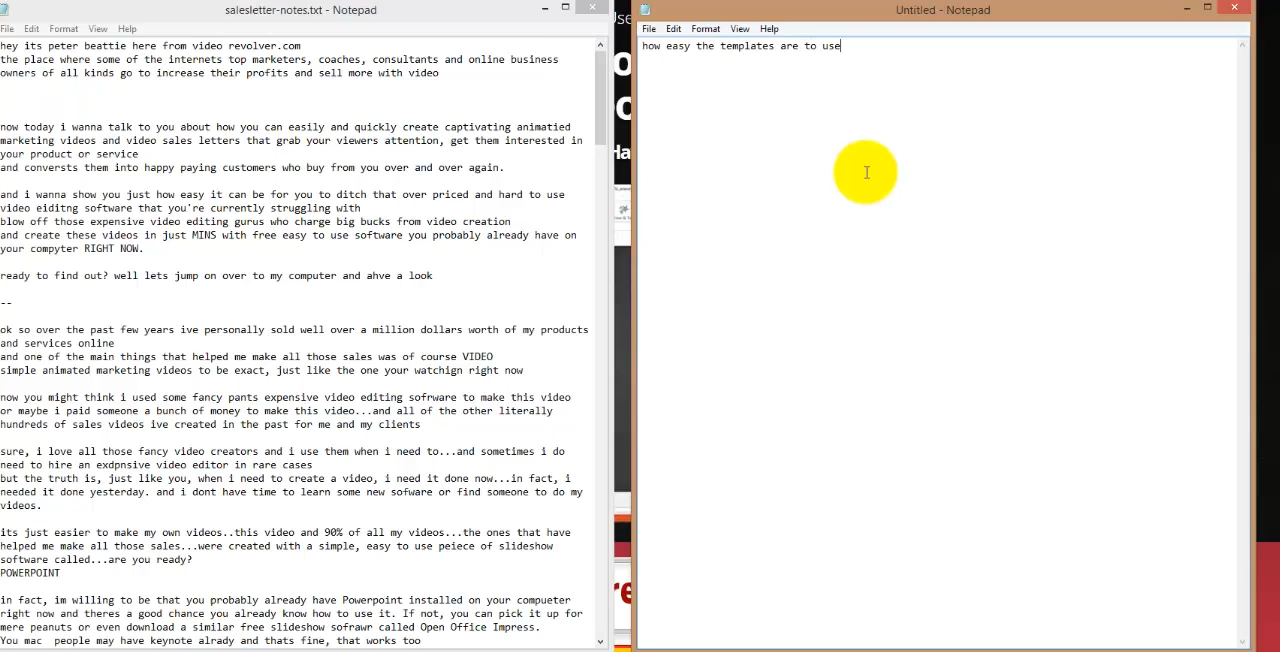 salesletter-notes.txt - Notepad
File Edit Format View Help
hey its peter beattie here from video revolver.com
the place where some of the internets top marketers, coaches, consultants and online business
owners of all kinds go to increase their profits and sell more with video
now today i wanna talk to you about how you can easily and quickly create captivating animatied
marketing videos and video sales letters that grab your viewers attention, get them interested in
your product or service
and conversts them into happy paying customers who buy from you over and over again.
and i wanna show you just how easy it can be for you to ditch that over priced and hard to use
video eiditng software that you're currently struggling with
blow off those expensive video editing gurus who charge big bucks from video creation
and create these videos in just MINS with free easy to use software you probably already have on
your compyter RIGHT NOW.
ready to find out? well lets jump on over to my computer and ahve a look
--
ok so over the past few years ive personally sold well over a million dollars worth of my products
and services online
and one of the main things that helped me make all those sales was of course VIDEO
simple animated marketing videos to be exact, just like the one your watchign right now
now you might think i used some fancy pants expensive video editing sofrware to make this video
or maybe i paid someone a bunch of money to make this video...and all of the other literally
hundreds of sales videos ive created in the past for me and my clients
sure, i love all those fancy video creators and i use them when i need to...and sometimes i do
need to hire an exdpnsive video editor in rare cases
but the truth is, just like you, when i need to create a video, i need it done now...in fact, i
needed it done yesterday. and i dont have time to learn some new sofware or find someone to do my
videos.
its just easier to make my own videos..this video and 90% of all my videos...the ones that have
helped me make all those sales...were created with a simple, easy to use peiece of slideshow
software called...are you ready?
POWERPOINT
in fact, im willing to be that you probably already have Powerpoint installed on your compueter
right now and theres a good chance you already know how to use it. If not, you can pick it up for
mere peanuts or even download a similar free slideshow sofrawr called Open Office Impress.
You mac  people may have keynote alrady and thats fine, that works too
Untitled - Notepad
File Edit Format View Help
how easy the templates are to use